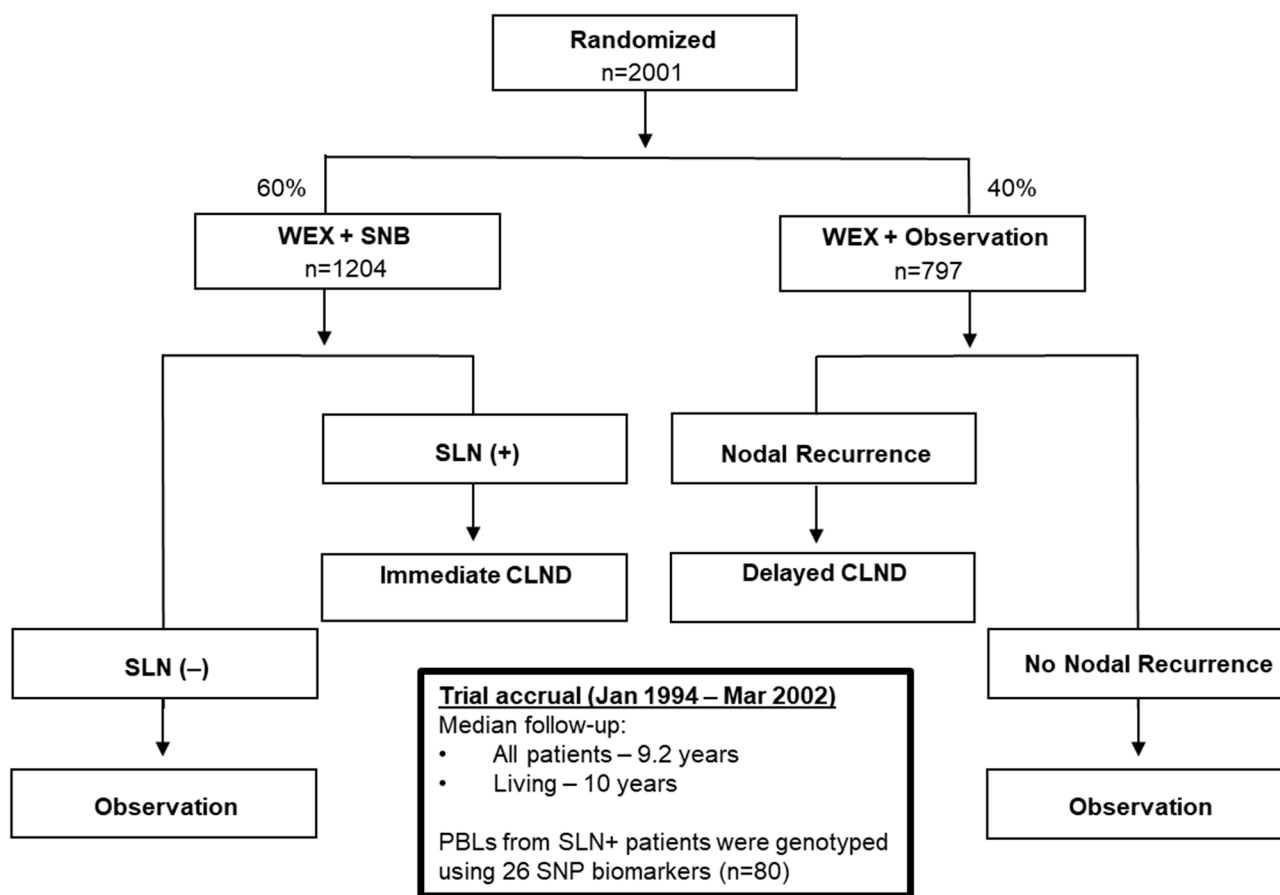 Randomized
n=2001
60%
40%
WEX + SNB
n=1204
WEX + Observation
n=797
SLN (+)
Nodal Recurrence
Immediate CLND
Delayed CLND
SLN (–)
No Nodal Recurrence
Observation
Observation
Trial accrual (Jan 1994 – Mar 2002)
Median follow-up:
• All patients – 9.2 years
• Living – 10 years
PBLs from SLN+ patients were genotyped
using 26 SNP biomarkers (n=80)